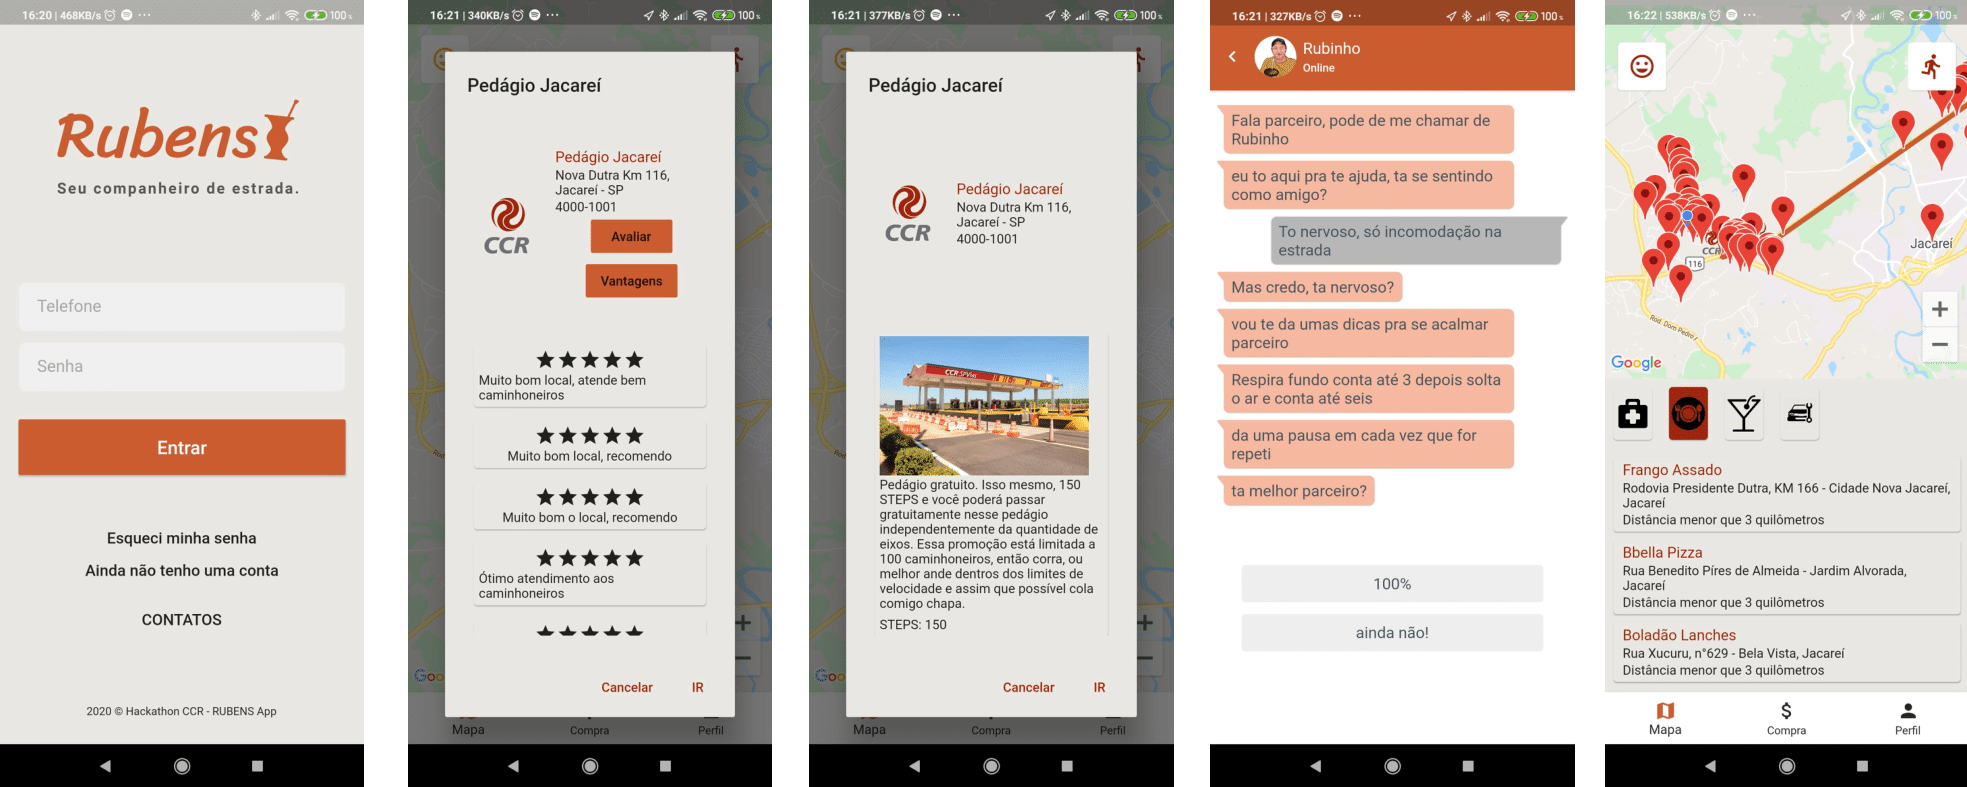 16:20 | 468KB/s
100
Rubens
Seu companheiro de estrada.
Telefone
Senha
Entrar
Esqueci minha senha
Ainda não tenho uma conta
CONTATOS
2020 © Hackathon CCR - RUBENS App
16:21 | 340KB/s
100
Pedágio Jacareí
Pedágio Jacareí
Nova Dutra Km 116,
Jacareí - SP
4000-1001
CCR
Avaliar
Vantagens
Muito bom local, atende bem
caminhoneiros
Muito bom local, recomendo
Muito bom o local, recomendo
Ótimo atendimento aos
caminhoneiros
Cancelar
IR
Goo
Mapa
Compra
Perfil
16:21 | 377KB/s
100
Pedágio Jacareí
Pedágio Jacareí
Nova Dutra Km 116,
Jacareí - SP
4000-1001
CCR
CCR SPVias
Pedágio gratuito. Isso mesmo, 150
STEPS e você poderá passar
gratuitamente nesse pedágio
independentemente da quantidade de
eixos. Essa promoção está limitada a
100 caminhoneiros, então corra, ou
melhor ande dentros dos limites de
velocidade e assim que possível cola
comigo chapa.
STEPS: 150
Cancelar
IR
Goo
Mapa
Compra
Perfil
16:21 | 327KB/s
100
Rubinho
Online
Fala parceiro, pode de me chamar de
Rubinho
eu to aqui pra te ajuda, ta se sentindo
como amigo?
To nervoso, só incomodação na
estrada
Mas credo, ta nervoso?
vou te da umas dicas pra se acalmar
parceiro
Respira fundo conta até 3 depois solta
o ar e conta até seis
da uma pausa em cada vez que for
repeti
ta melhor parceiro?
100%
ainda não!
16:22 | 538KB/s
100
Jacareí
CCR
116
Rod. Dom Pedro I
Google
Frango Assado
Rodovia Presidente Dutra, KM 166 - Cidade Nova Jacareí,
Jacareí
Distância menor que 3 quilômetros
Bbella Pizza
Rua Benedito Píres de Almeida - Jardim Alvorada,
Jacareí
Distância menor que 3 quilômetros
Boladão Lanches
Rua Xucuru, n°629 - Bela Vista, Jacareí
Distância menor que 3 quilômetros
Mapa
Compra
Perfil